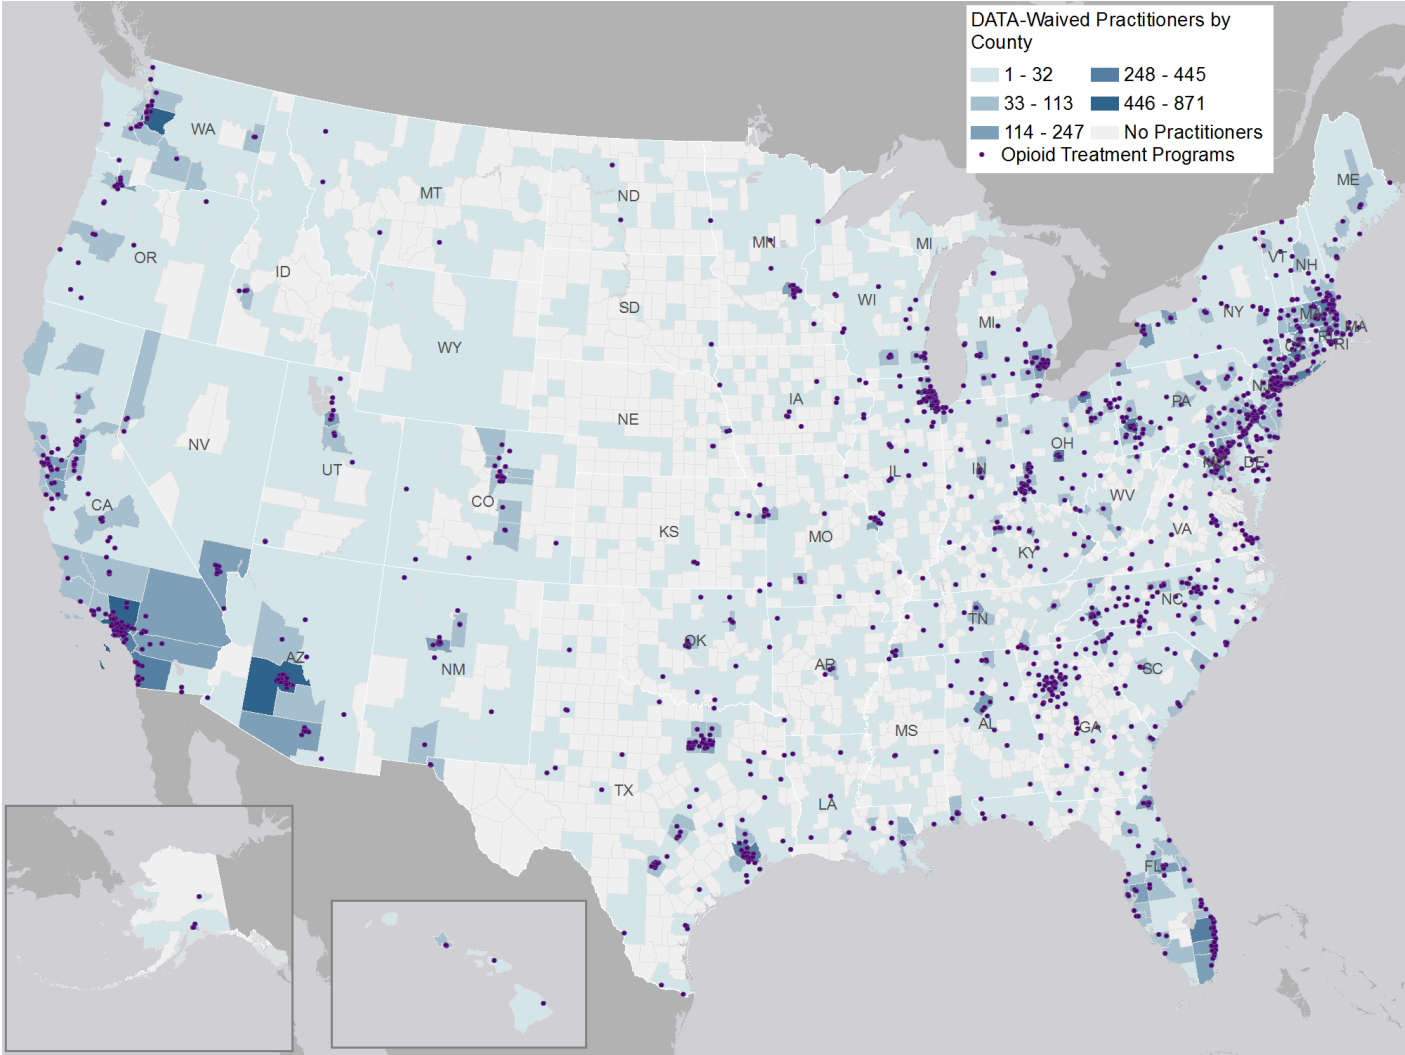 DATA-Waived Practitioners by
County
1 - 32
248 - 445
33 - 113
446 - 871
114 - 247
No Practitioners
Opioid Treatment Programs
WA
MT
ND
MN
MI
ME
VT
NH
OR
ID
SD
WI
MI
NY
MA
MA
RI
WY
IA
NE
PA
NJ
NV
UT
CO
IL
IN
OH
DE
CA
KS
MO
WV
KY
VA
NC
TN
OK
AR
AZ
NM
SC
MS
AL
GA
TX
LA
FL